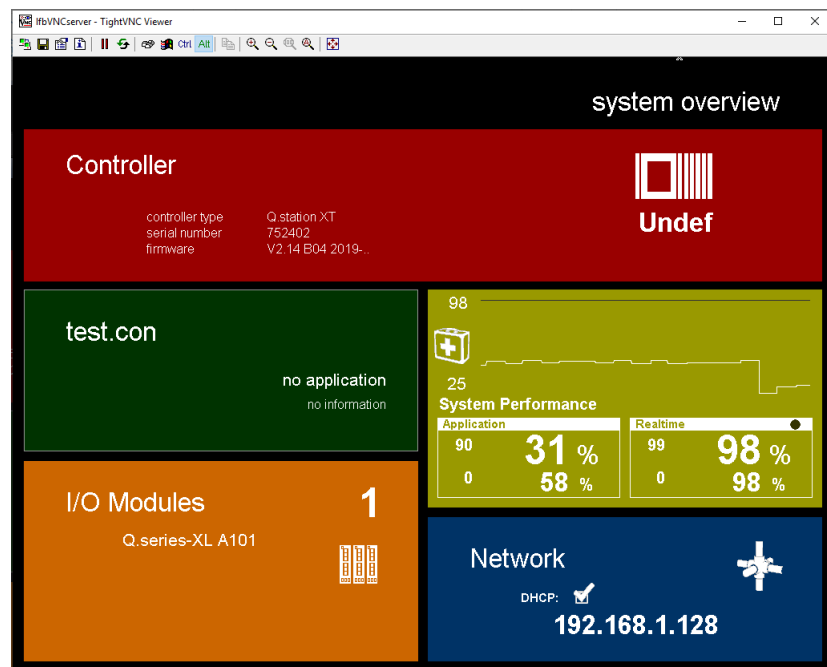 lfbVNCserver - TightVNC Viewer
Ctrl Alt
system overview
Controller
Undef
controller type Q.station XT
serial number 752402
firmware V2.14 B04 2019-..
test.con
no application
no information
98
25
System Performance
Application
90 31 %
0 58 %
Realtime
99 98 %
0 98 %
I/O Modules 1
Q.series-XL A101
Network
DHCP:
192.168.1.128